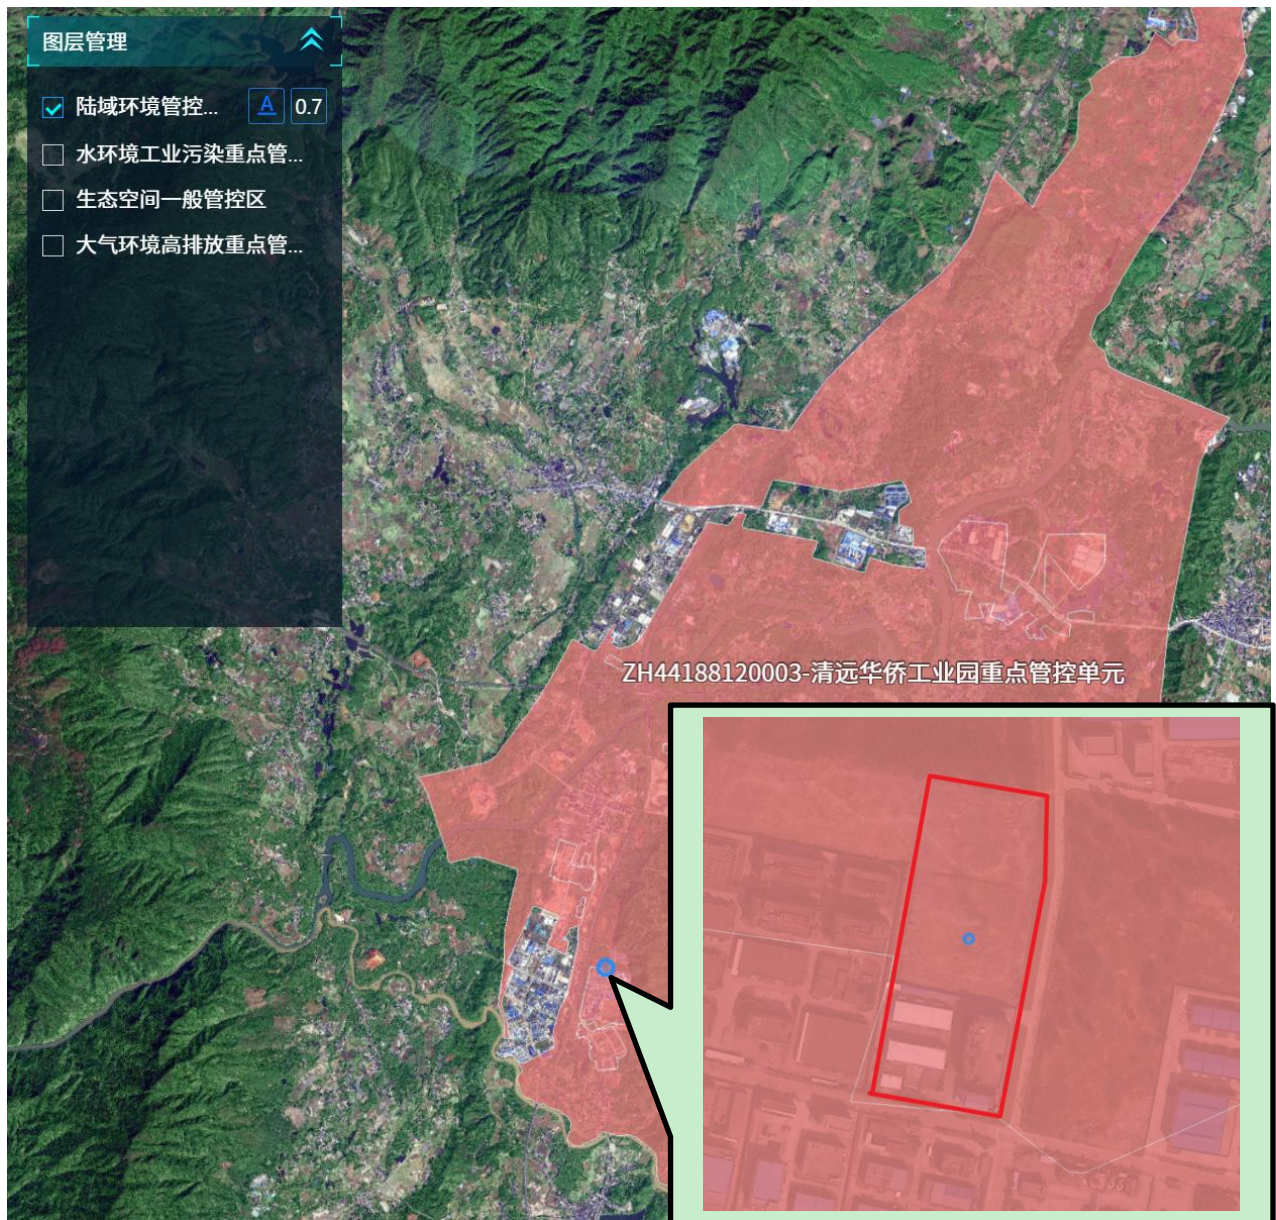 图层管理
陆域环境管控... A 0.7
水环境工业污染重点管...
生态空间一般管控区
大气环境高排放重点管...
ZH44188120003-清远华侨工业园重点管控单元